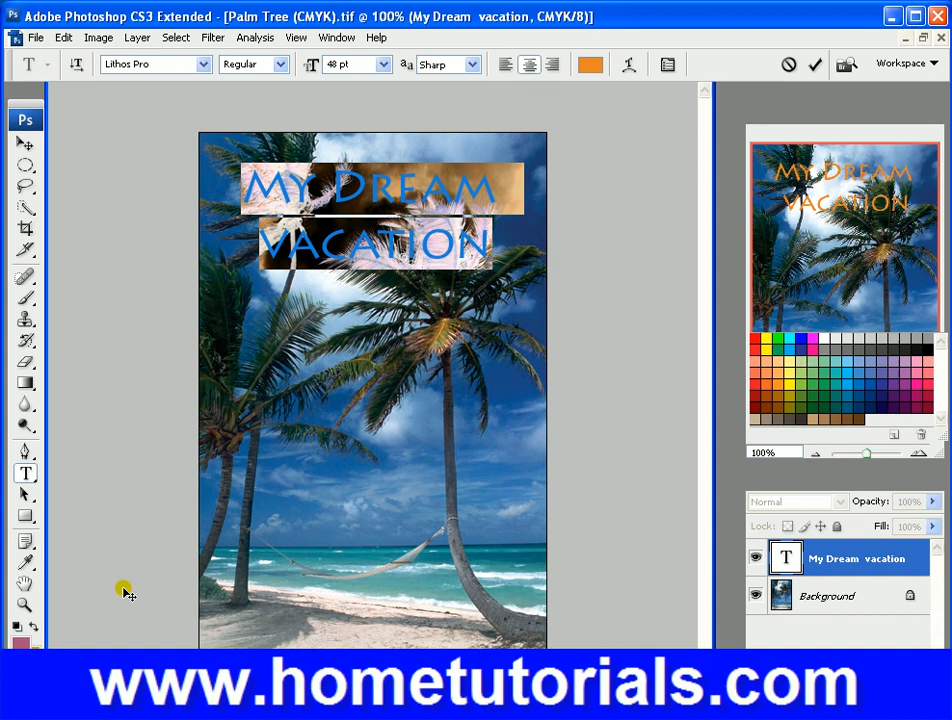 Adobe Photoshop CS3 Extended - [Palm Tree (CMYK).tif @ 100% (My Dream  vacation, CMYK/8)]
File Edit Image Layer Select Filter Analysis View Window Help
Lithos Pro Regular 48 pt Sharp Workspace
Ps
My Dream
vacation
My Dream
vacation
100%
Normal Opacity: 100%
Lock: Fill: 100%
T My Dream  vacation
Background
www.hometutorials.com